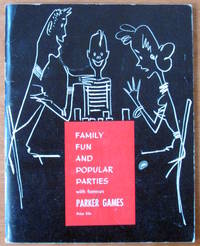 FAMILY
FUN
AND
POPULAR
PARTIES
with famous
PARKER GAMES